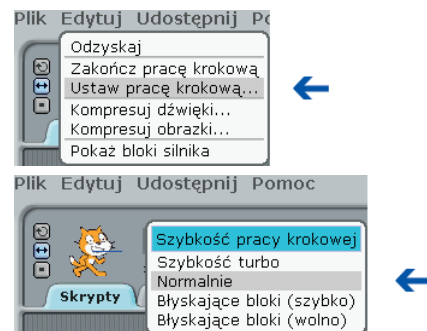 Plik Edytuj Udostępnij
Odzyskaj
Zakończ pracę krokową
Ustaw pracę krokową...
Kompresuj dźwięki...
Kompresuj obrazki...
Pokaż bloki silnika
Plik Edytuj Udostępnij Pomoc
Szybkość pracy krokowej
Szybkość turbo
Normalnie
Błyskające bloki (szybko)
Błyskające bloki (wolno)
Skrypty